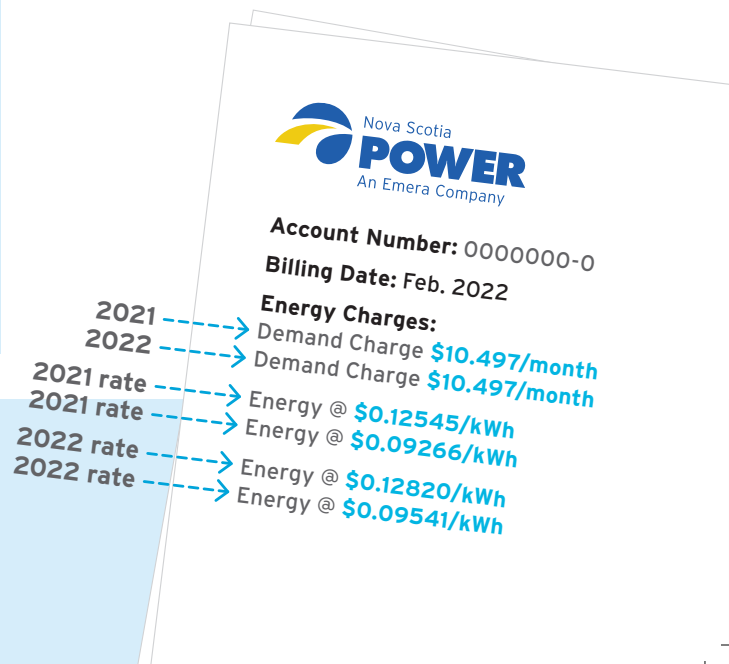 Nova Scotia
POWER
An Emera Company
Account Number: 0000000-0
Billing Date: Feb. 2022
Energy Charges:
2021 Demand Charge $10.497/month
2022 Demand Charge $10.497/month
2021 rate Energy @ $0.12545/kWh
2021 rate Energy @ $0.09266/kWh
2022 rate Energy @ $0.12820/kWh
2022 rate Energy @ $0.09541/kWh